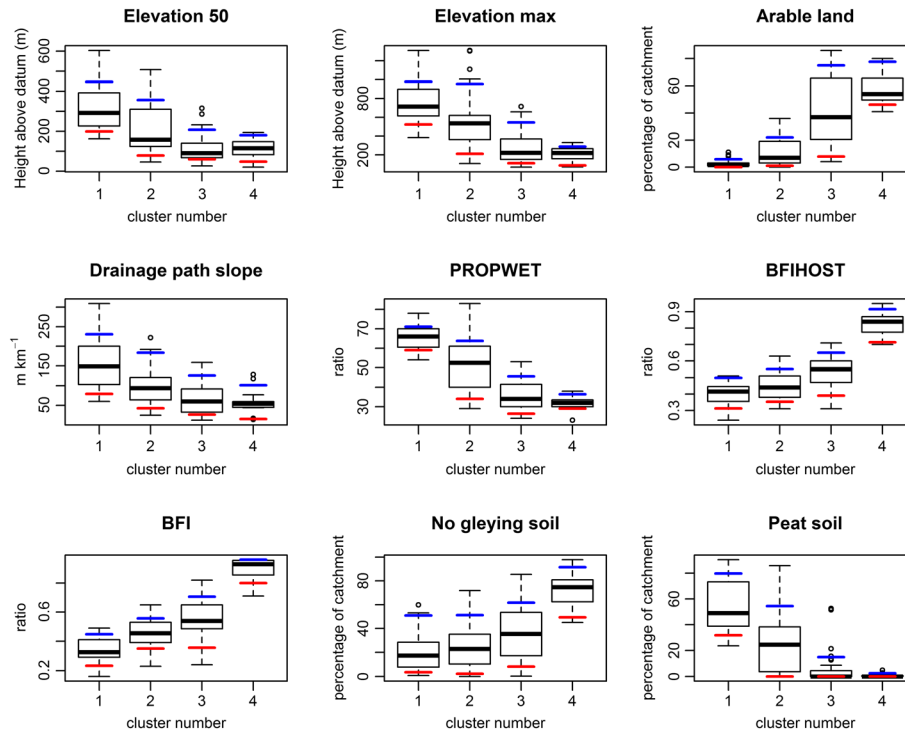 Elevation 50
Height above datum (m)
0 200 400 600
1 2 3 4
cluster number
Elevation max
Height above datum (m)
200 800
1 2 3 4
cluster number
Arable land
percentage of catchment
0 20 60
1 2 3 4
cluster number
Drainage path slope
m km⁻¹
50 150 250
1 2 3 4
cluster number
PROPWET
ratio
30 50 70
1 2 3 4
cluster number
BFIHOST
ratio
0.3 0.6 0.9
1 2 3 4
cluster number
BFI
ratio
0.2 0.6
1 2 3 4
cluster number
No gleying soil
percentage of catchment
0 40 80
1 2 3 4
cluster number
Peat soil
percentage of catchment
0 20 60
1 2 3 4
cluster number